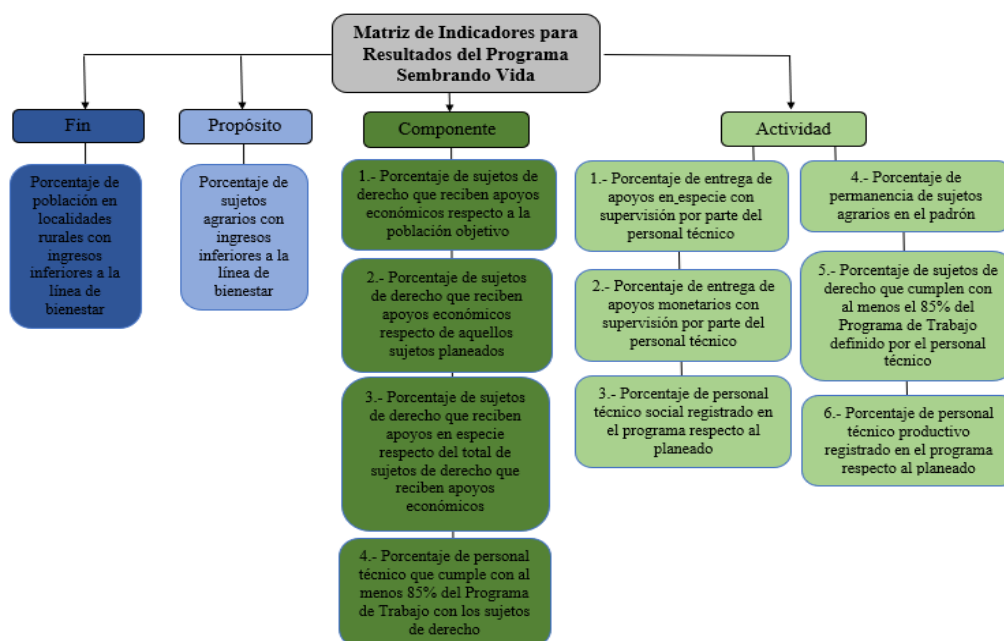 Matriz de Indicadores para
Resultados del Programa
Sembrando Vida
Fin
Porcentaje de
población en
localidades
rurales con
ingresos
inferiores a la
línea de
bienestar
Propósito
Porcentaje de
sujetos
agrarios con
ingresos
inferiores a la
línea de
bienestar
Componente
1.- Porcentaje de sujetos de
derecho que reciben apoyos
económicos respecto a la
población objetivo
2.- Porcentaje de sujetos
de derecho que reciben
apoyos económicos
respecto de aquellos
sujetos planeados
3.- Porcentaje de sujetos
de derecho que reciben
apoyos en especie
respecto del total de
sujetos de derecho que
reciben apoyos
económicos
4.- Porcentaje de personal
técnico que cumple con al
menos 85% del Programa
de Trabajo con los sujetos
de derecho
Actividad
1.- Porcentaje de entrega de
apoyos en especie con
supervisión por parte del
personal técnico
2.- Porcentaje de entrega de
apoyos monetarios con
supervisión por parte del
personal técnico
3.- Porcentaje de personal
técnico social registrado en
el programa respecto al
planeado
4.- Porcentaje de
permanencia de sujetos
agrarios en el padrón
5.- Porcentaje de sujetos de
derecho que cumplen con
al menos el 85% del
Programa de Trabajo
definido por el personal
técnico
6.- Porcentaje de personal
técnico productivo
registrado en el programa
respecto al planeado